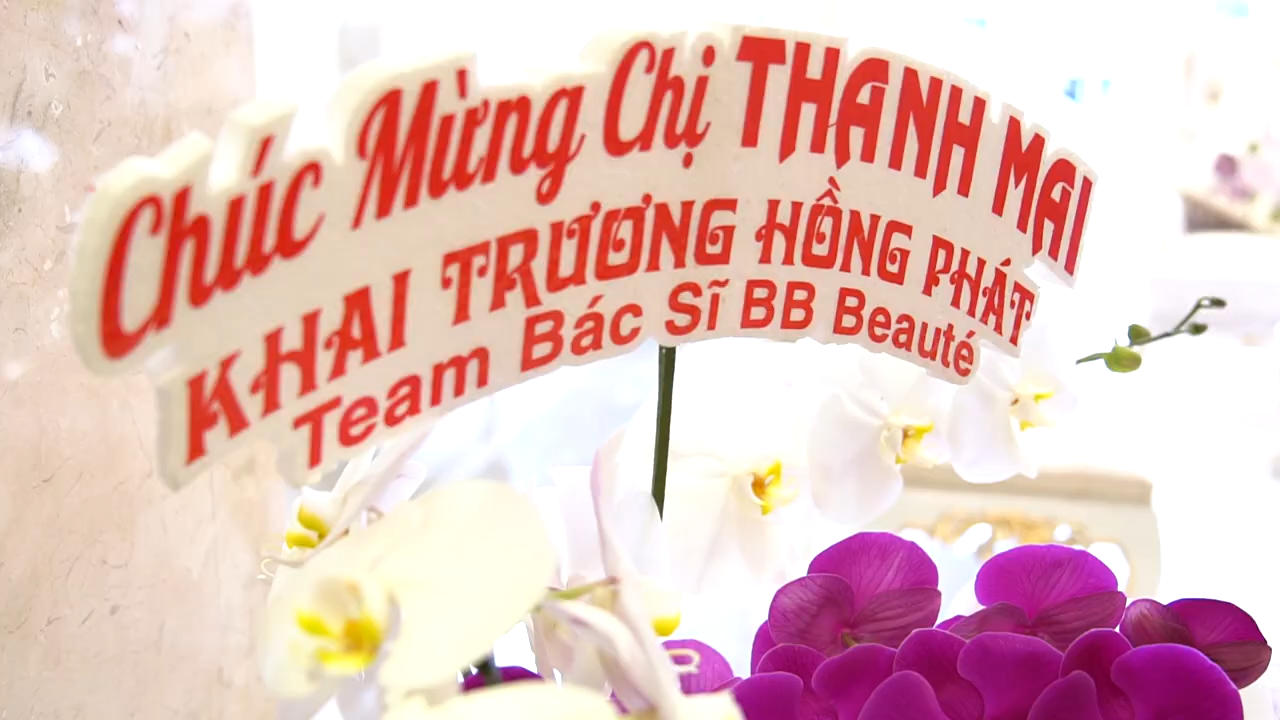 Chúc Mừng Chị THANH MAI
KHAI TRƯƠNG HỒNG PHÁT
Team Bác Sĩ BB Beauté